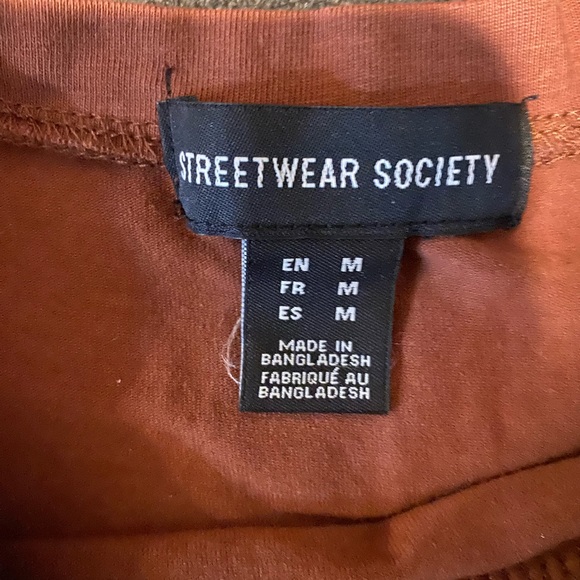 STREETWEAR SOCIETY
EN M
FR M
ES M
MADE IN
BANGLADESH
FABRIQUÉ AU
BANGLADESH